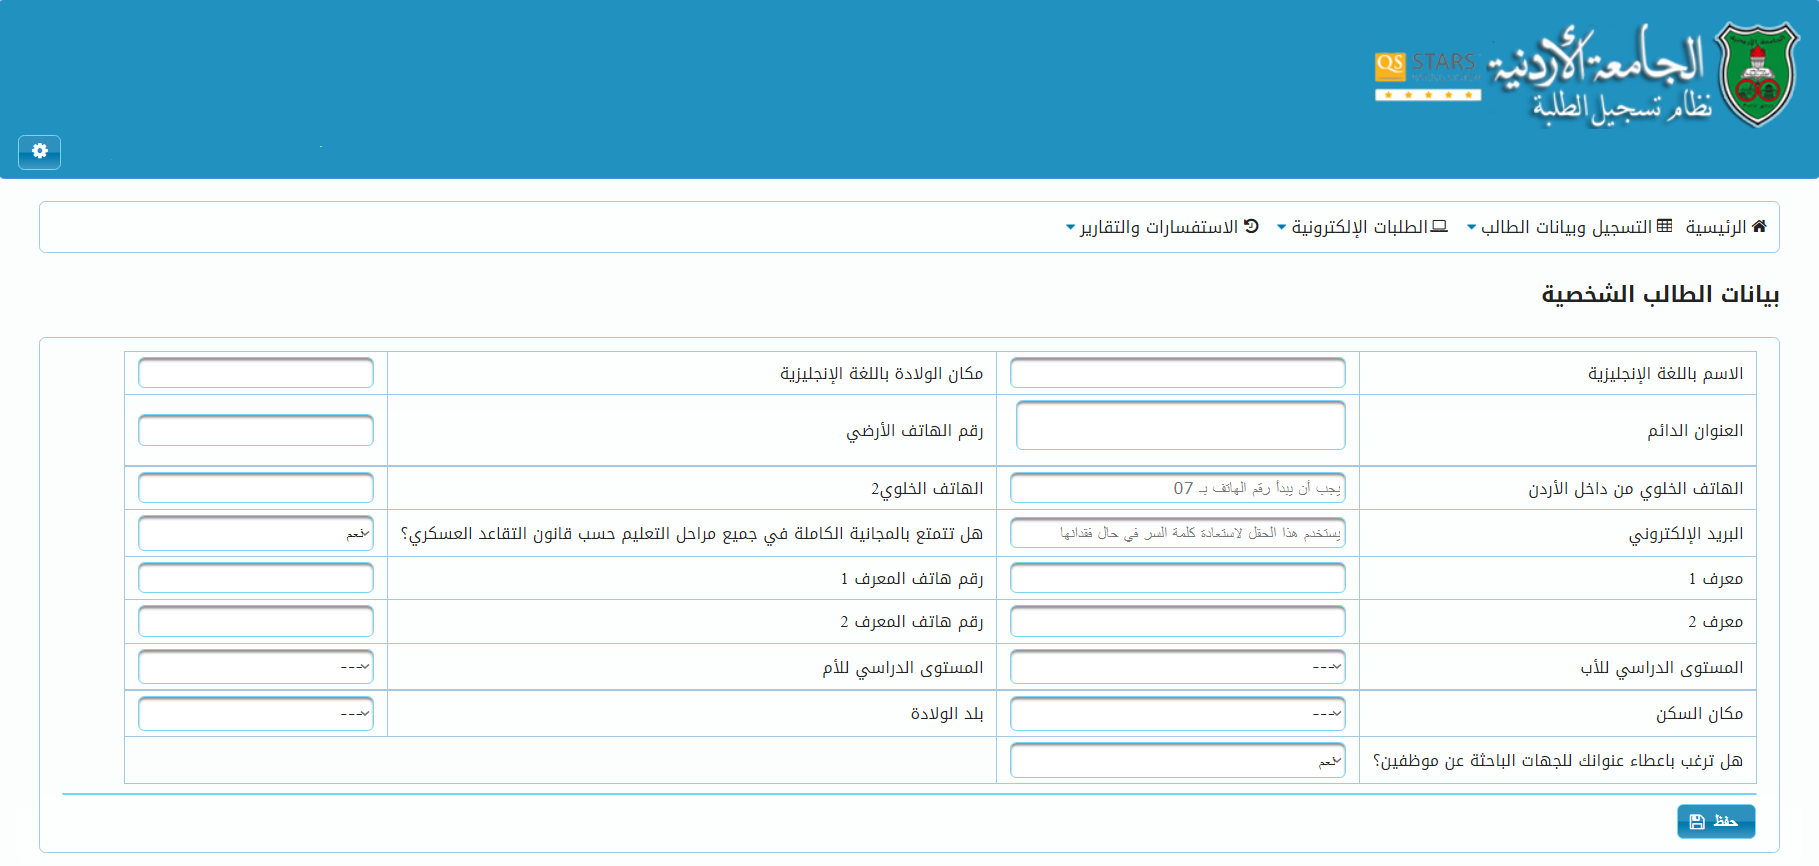 الجامعة الأردنية
نظام تسجيل الطلبة
QS STARS
الرئيسية
التسجيل وبيانات الطالب
الطلبات الإلكترونية
الاستفسارات والتقارير
بيانات الطالب الشخصية
الاسم باللغة الإنجليزية
مكان الولادة باللغة الإنجليزية
العنوان الدائم
رقم الهاتف الأرضي
الهاتف الخلوي من داخل الأردن
يجب أن يبدأ رقم الهاتف بـ 07
الهاتف الخلوي2
البريد الإلكتروني
يستخدم هذا الحقل لاستعادة كلمة السر في حال فقدانها
هل تتمتع بالمجانية الكاملة في جميع مراحل التعليم حسب قانون التقاعد العسكري؟
نعم
معرف 1
رقم هاتف المعرف 1
معرف 2
رقم هاتف المعرف 2
المستوى الدراسي للأب
---
المستوى الدراسي للأم
---
مكان السكن
---
بلد الولادة
---
هل ترغب باعطاء عنوانك للجهات الباحثة عن موظفين؟
نعم
حفظ